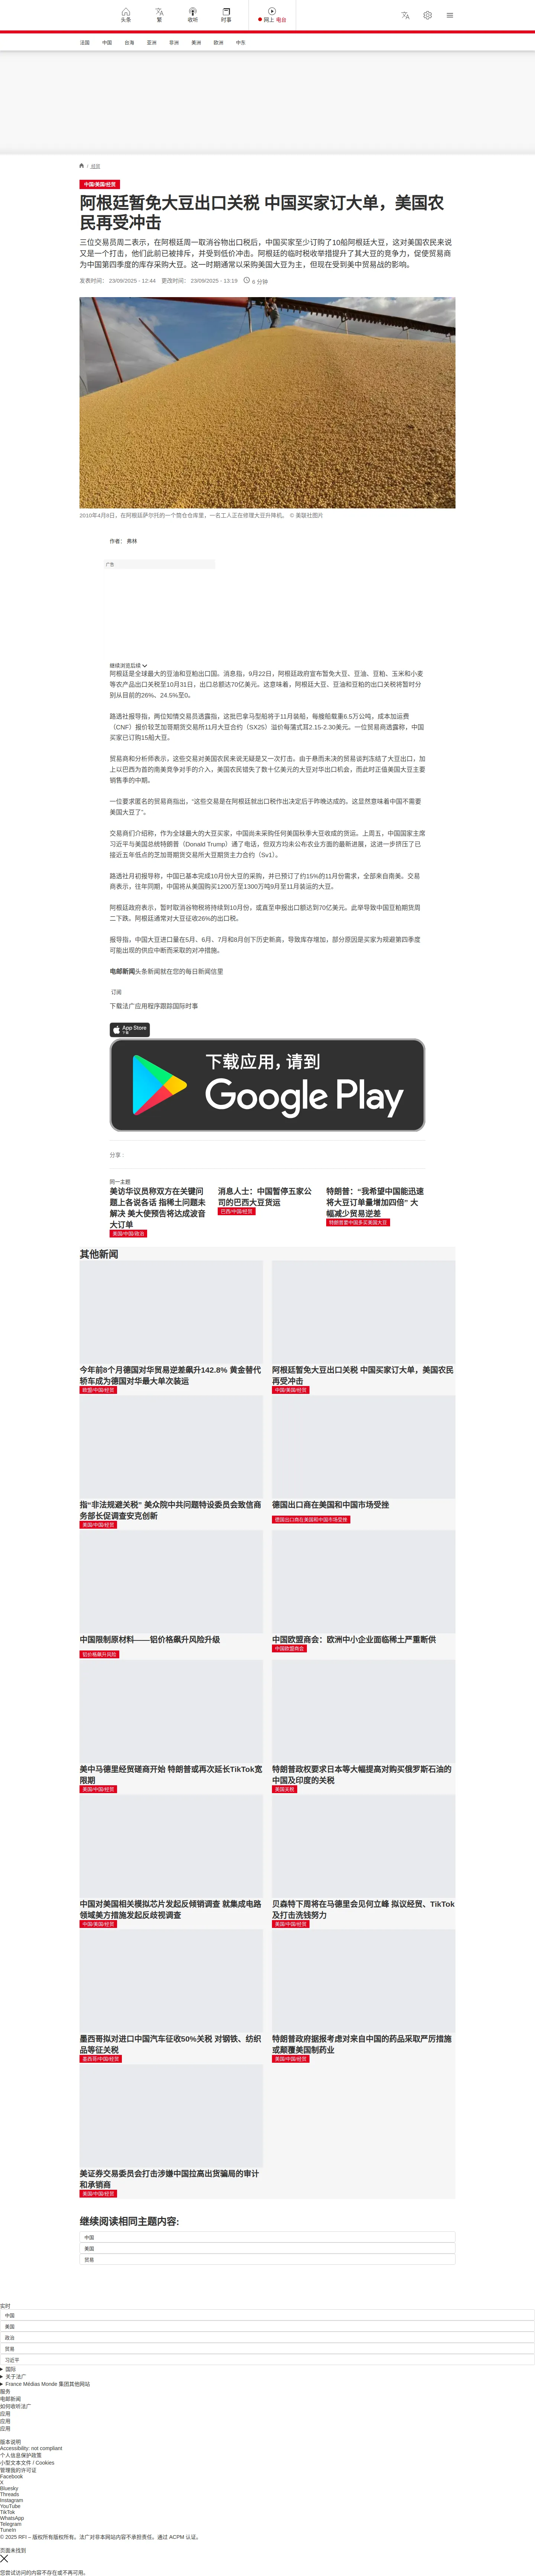 头条
繁
收听
时事
网上 电台
法国 中国 台海 亚洲 非洲 美洲 欧洲 中东
/ 经贸
中国/美国/经贸
阿根廷暂免大豆出口关税 中国买家订大单，美国农
民再受冲击
三位交易员周二表示，在阿根廷周一取消谷物出口税后，中国买家至少订购了10船阿根廷大豆，这对美国农民来说
又是一个打击，他们此前已被排斥，并受到低价冲击。阿根廷的临时税收举措提升了其大豆的竞争力，促使贸易商
为中国第四季度的库存采购大豆。这一时期通常以采购美国大豆为主，但现在受到美中贸易战的影响。
发表时间： 23/09/2025 - 12:44 更改时间： 23/09/2025 - 13:19 6 分钟
2010年4月8日，在阿根廷萨尔托的一个筒仓仓库里，一名工人正在修理大豆升降机。 © 美联社图片
作者： 弗林
广告
继续浏览后续
阿根廷是全球最大的豆油和豆粕出口国。消息指，9月22日，阿根廷政府宣布暂免大豆、豆油、豆粕、玉米和小麦
等农产品出口关税至10月31日，出口总额达70亿美元。这意味着，阿根廷大豆、豆油和豆粕的出口关税将暂时分
别从目前的26%、24.5%至0。
路透社报导指，两位知情交易员透露指，这批巴拿马型船将于11月装船，每艘船载重6.5万公吨，成本加运费
（CNF）报价较芝加哥期货交易所11月大豆合约（SX25）溢价每蒲式耳2.15-2.30美元。一位贸易商透露称，中国
买家已订购15船大豆。
贸易商和分析师表示，这些交易对美国农民来说无疑是又一次打击。由于悬而未决的贸易谈判冻结了大豆出口，加
上以巴西为首的南美竞争对手的介入，美国农民错失了数十亿美元的大豆对华出口机会，而此时正值美国大豆主要
销售季的中期。
一位要求匿名的贸易商指出，“这些交易是在阿根廷就出口税作出决定后于昨晚达成的。这显然意味着中国不需要
美国大豆了”。
交易商们介绍称，作为全球最大的大豆买家，中国尚未采购任何美国秋季大豆收成的货运。上周五，中国国家主席
习近平与美国总统特朗普（Donald Trump）通了电话，但双方均未公布农业方面的最新进展，这进一步挤压了已
接近五年低点的芝加哥期货交易所大豆期货主力合约（Sv1）。
路透社月初报导称，中国已基本完成10月份大豆的采购，并已预订了约15%的11月份需求，全部来自南美。交易
商表示，往年同期，中国将从美国购买1200万至1300万吨9月至11月装运的大豆。
阿根廷政府表示，暂时取消谷物税将持续到10月份，或直至申报出口额达到70亿美元。此举导致中国豆粕期货周
二下跌。阿根廷通常对大豆征收26%的出口税。
报导指，中国大豆进口量在5月、6月、7月和8月创下历史新高，导致库存增加，部分原因是买家为规避第四季度
可能出现的供应中断而采取的对冲措施。
电邮新闻头条新闻就在您的每日新闻信里
订阅
下载法广应用程序跟踪国际时事
App Store
下载
下载应用，请到
Google Play
分享 :
同一主题
美访华议员称双方在关键问
题上各说各话 指稀土问题未
解决 美大使预告将达成波音
大订单
美国/中国/政治
消息人士：中国暂停五家公
司的巴西大豆货运
巴西/中国/经贸
特朗普：“我希望中国能迅速
将大豆订单量增加四倍” 大
幅减少贸易逆差
特朗普要中国多买美国大豆
其他新闻
今年前8个月德国对华贸易逆差飙升142.8% 黄金替代
轿车成为德国对华最大单次装运
欧盟/中国/经贸
阿根廷暂免大豆出口关税 中国买家订大单，美国农民
再受冲击
中国/美国/经贸
指“非法规避关税” 美众院中共问题特设委员会致信商
务部长促调查安克创新
美国/中国/经贸
德国出口商在美国和中国市场受挫
德国出口商在美国和中国市场受挫
中国限制原材料——铝价格飙升风险升级
铝价格飙升风险
中国欧盟商会：欧洲中小企业面临稀土严重断供
中国欧盟商会
美中马德里经贸磋商开始 特朗普或再次延长TikTok宽
限期
美国/中国/经贸
特朗普政权要求日本等大幅提高对购买俄罗斯石油的
中国及印度的关税
美国关税
中国对美国相关模拟芯片发起反倾销调查 就集成电路
领域美方措施发起反歧视调查
中国/美国/经贸
贝森特下周将在马德里会见何立峰 拟议经贸、TikTok
及打击洗钱努力
美国/中国/经贸
墨西哥拟对进口中国汽车征收50%关税 对钢铁、纺织
品等征关税
墨西哥/中国/经贸
特朗普政府据报考虑对来自中国的药品采取严厉措施
或颠覆美国制药业
美国/中国/经贸
美证券交易委员会打击涉嫌中国拉高出货骗局的审计
和承销商
美国/中国/经贸
继续阅读相同主题内容:
中国
美国
贸易
实时
中国
美国
政治
贸易
习近平
国际
关于法广
France Médias Monde 集团其他网站
服务
电邮新闻
如何收听法广
应用
应用
应用
版本说明
Accessibility: not compliant
个人信息保护政策
小型文本文件 / Cookies
管理我的许可证
Facebook
X
Bluesky
Threads
Instagram
YouTube
TikTok
WhatsApp
Telegram
TuneIn
© 2025 RFI – 版权所有版权所有。法广对非本网站内容不承担责任。通过 ACPM 认证。
页面未找到
您尝试访问的内容不存在或不再可用。